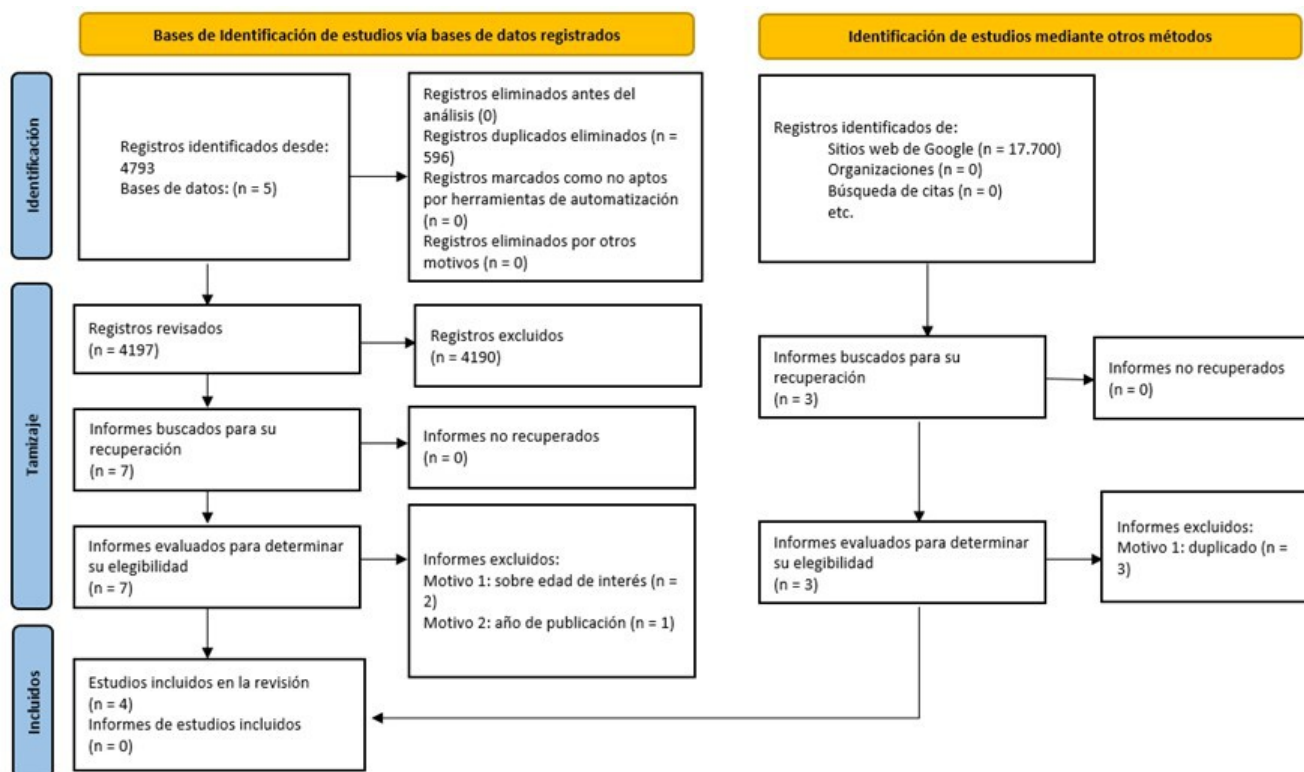 Bases de Identificación de estudios vía bases de datos registrados
Identificación de estudios mediante otros métodos
Identificación
Registros identificados desde:
4793
Bases de datos: (n = 5)
Registros eliminados antes del
análisis (0)
Registros duplicados eliminados (n =
596)
Registros marcados como no aptos
por herramientas de automatización
(n = 0)
Registros eliminados por otros
motivos (n = 0)
Registros identificados de:
Sitios web de Google (n = 17.700)
Organizaciones (n = 0)
Búsqueda de citas (n = 0)
etc.
Tamizaje
Registros revisados
(n = 4197)
Registros excluidos
(n = 4190)
Informes buscados para su
recuperación
(n = 7)
Informes no recuperados
(n = 0)
Informes buscados para su
recuperación
(n = 3)
Informes no recuperados
(n = 0)
Informes evaluados para determinar
su elegibilidad
(n = 7)
Informes excluidos:
Motivo 1: sobre edad de interés (n =
2)
Motivo 2: año de publicación (n = 1)
Informes evaluados para determinar
su elegibilidad
(n = 3)
Informes excluidos:
Motivo 1: duplicado (n =
3)
Incluidos
Estudios incluidos en la revisión
(n = 4)
Informes de estudios incluidos
(n = 0)